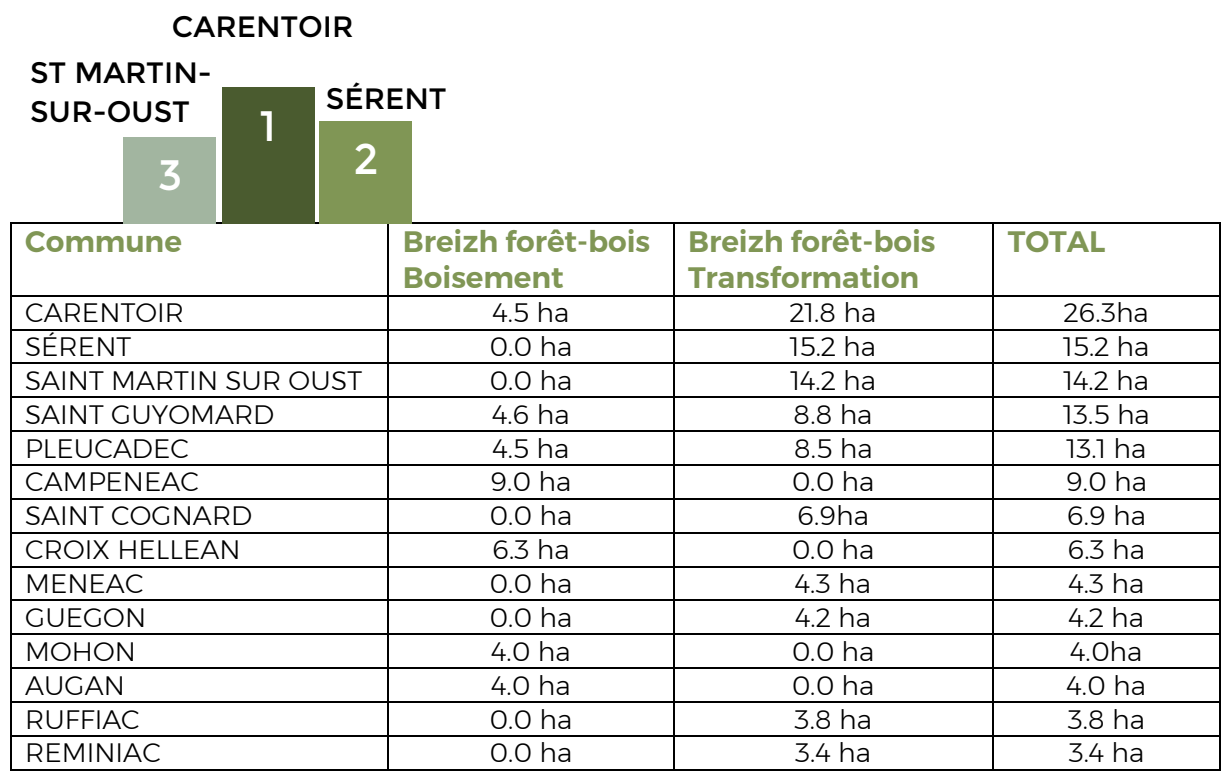 CARENTOIR
ST MARTIN-
SUR-OUST
SÉRENT
1
2
3
Commune Breizh forêt-bois Breizh forêt-bois TOTAL
Boisement Transformation
CARENTOIR 4.5 ha 21.8 ha 26.3ha
SÉRENT 0.0 ha 15.2 ha 15.2 ha
SAINT MARTIN SUR OUST 0.0 ha 14.2 ha 14.2 ha
SAINT GUYOMARD 4.6 ha 8.8 ha 13.5 ha
PLEUCADEC 4.5 ha 8.5 ha 13.1 ha
CAMPENEAC 9.0 ha 0.0 ha 9.0 ha
SAINT COGNARD 0.0 ha 6.9ha 6.9 ha
CROIX HELLEAN 6.3 ha 0.0 ha 6.3 ha
MENEAC 0.0 ha 4.3 ha 4.3 ha
GUEGON 0.0 ha 4.2 ha 4.2 ha
MOHON 4.0 ha 0.0 ha 4.0ha
AUGAN 4.0 ha 0.0 ha 4.0 ha
RUFFIAC 0.0 ha 3.8 ha 3.8 ha
REMINIAC 0.0 ha 3.4 ha 3.4 ha